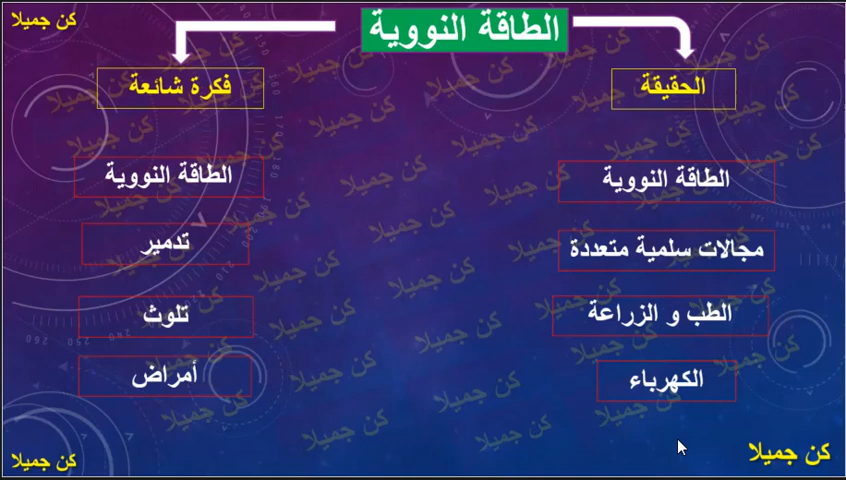 كن جميلا
الطاقة النووية
الحقيقة
فكرة شائعة
الطاقة النووية
الطاقة النووية
مجالات سلمية متعددة
تدمير
الطب و الزراعة
تلوث
الكهرباء
أمراض
كن جميلا
كن جميلا